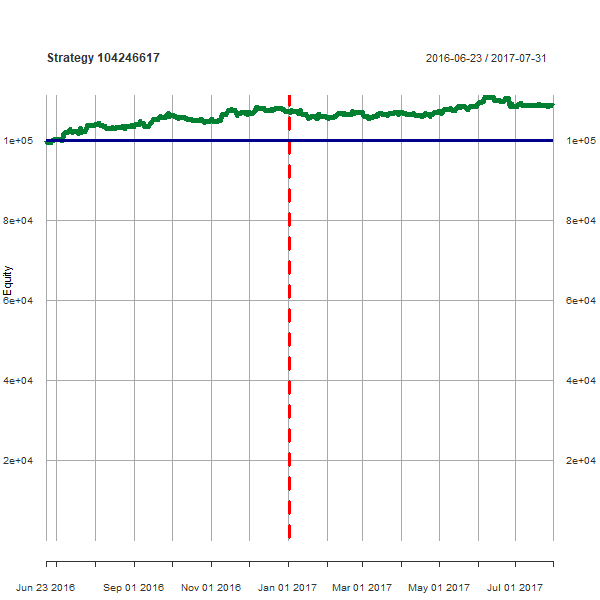 Strategy 104246617
2016-06-23 / 2017-07-31
1e+05
1e+05
8e+04
8e+04
Equity
6e+04
6e+04
4e+04
4e+04
2e+04
2e+04
Jun 23 2016
Sep 01 2016
Nov 01 2016
Jan 01 2017
Mar 01 2017
May 01 2017
Jul 01 2017